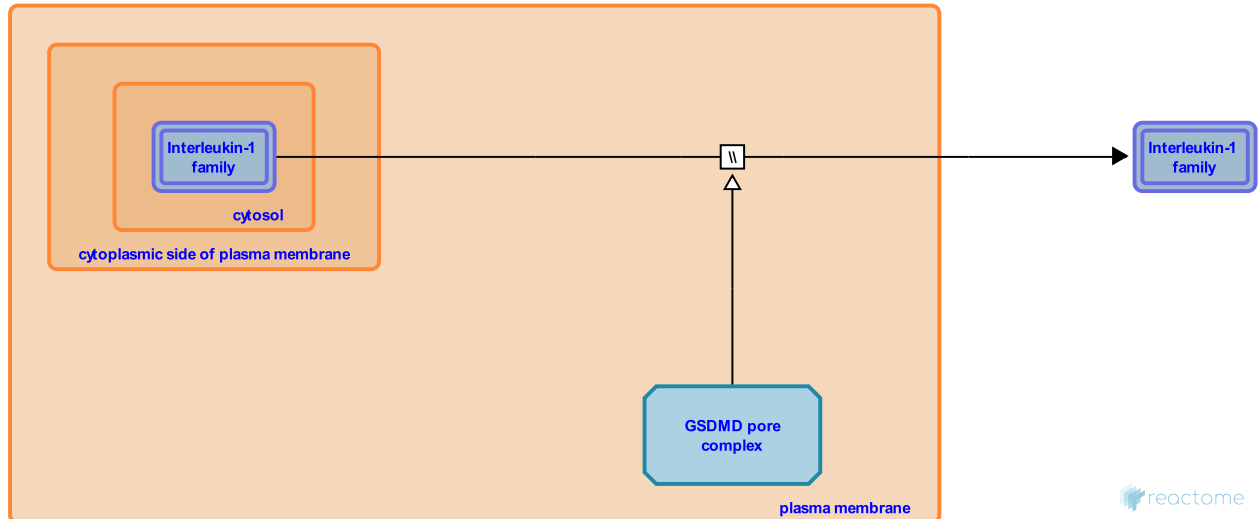 Interleukin-1
family
cytosol
cytoplasmic side of plasma membrane
\\
Interleukin-1
family
GSDMD pore
complex
plasma membrane
reactome